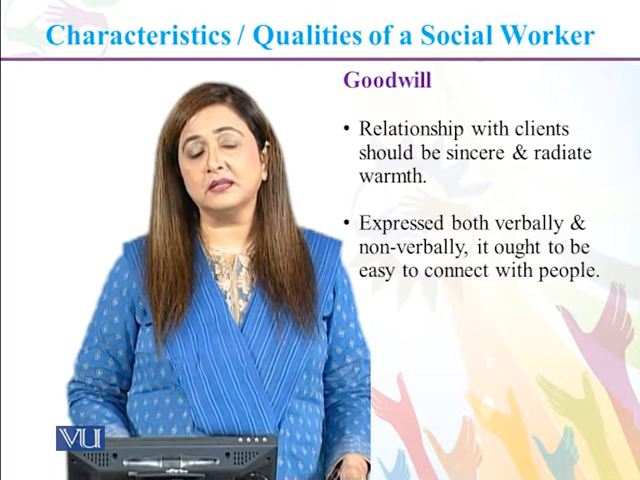 Characteristics / Qualities of a Social Worker
Goodwill
• Relationship with clients
should be sincere & radiate
warmth.
• Expressed both verbally &
non-verbally, it ought to be
easy to connect with people.
VU